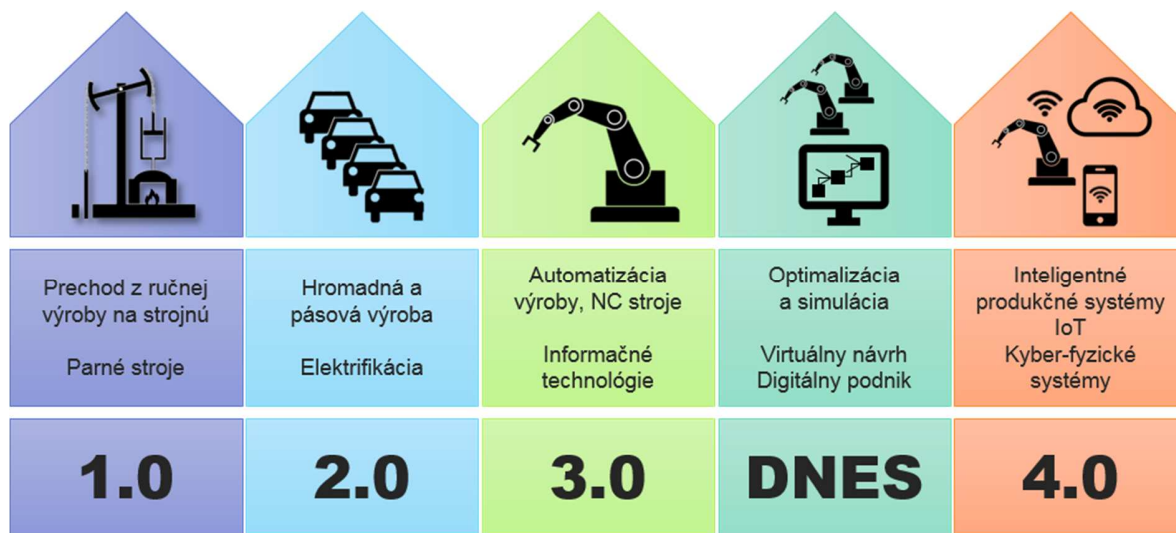 Prechod z ručnej
výroby na strojnú
Parné stroje
1.0
Hromadná a
pásová výroba
Elektrifikácia
2.0
Automatizácia
výroby, NC stroje
Informačné
technológie
3.0
Optimalizácia
a simulácia
Virtuálny návrh
Digitálny podnik
DNES
Inteligentné
produkčné systémy
IoT
Kyber-fyzické
systémy
4.0